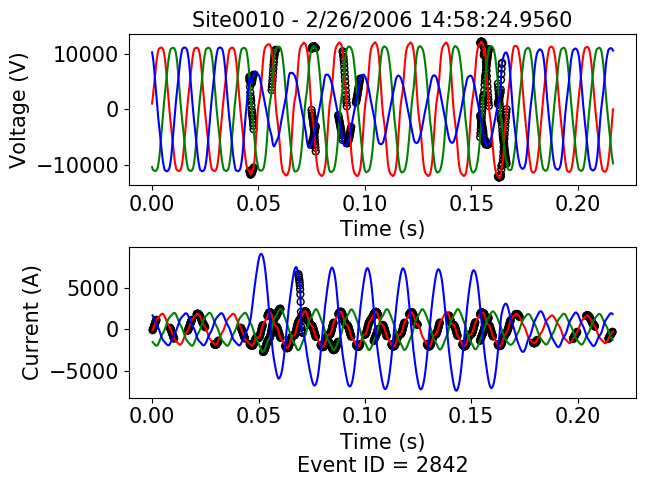 Site0010 - 2/26/2006 14:58:24.9560
Voltage (V)
10000
0
−10000
0.00 0.05 0.10 0.15 0.20
Time (s)
Current (A)
5000
0
−5000
0.00 0.05 0.10 0.15 0.20
Time (s)
Event ID = 2842